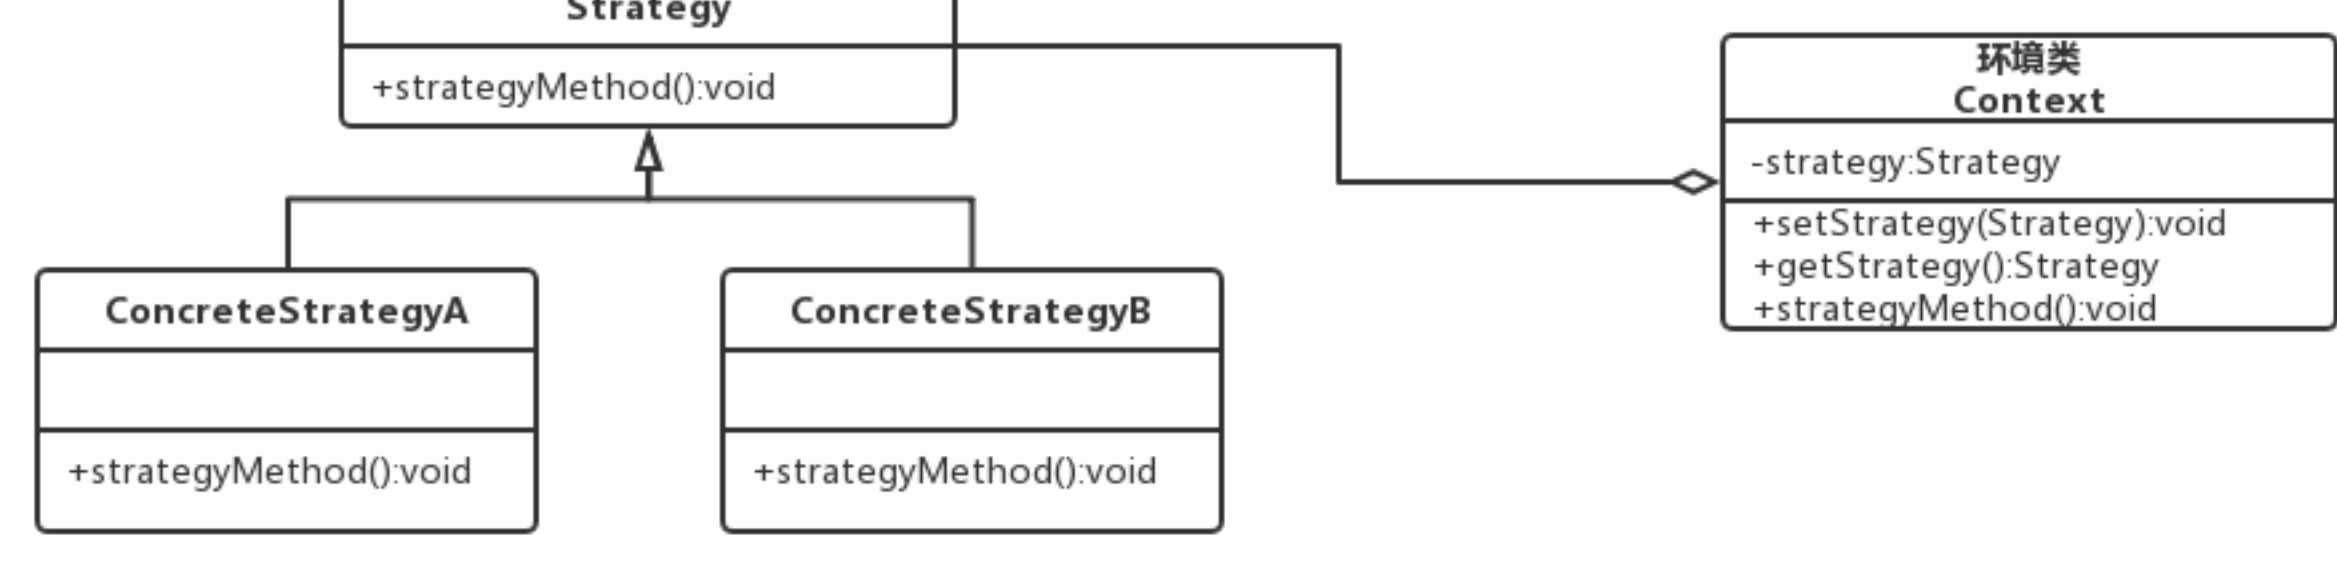 Strategy
+strategyMethod():void
环境类
Context
-strategy:Strategy
+setStrategy(Strategy):void
+getStrategy():Strategy
+strategyMethod():void
ConcreteStrategyA
+strategyMethod():void
ConcreteStrategyB
+strategyMethod():void